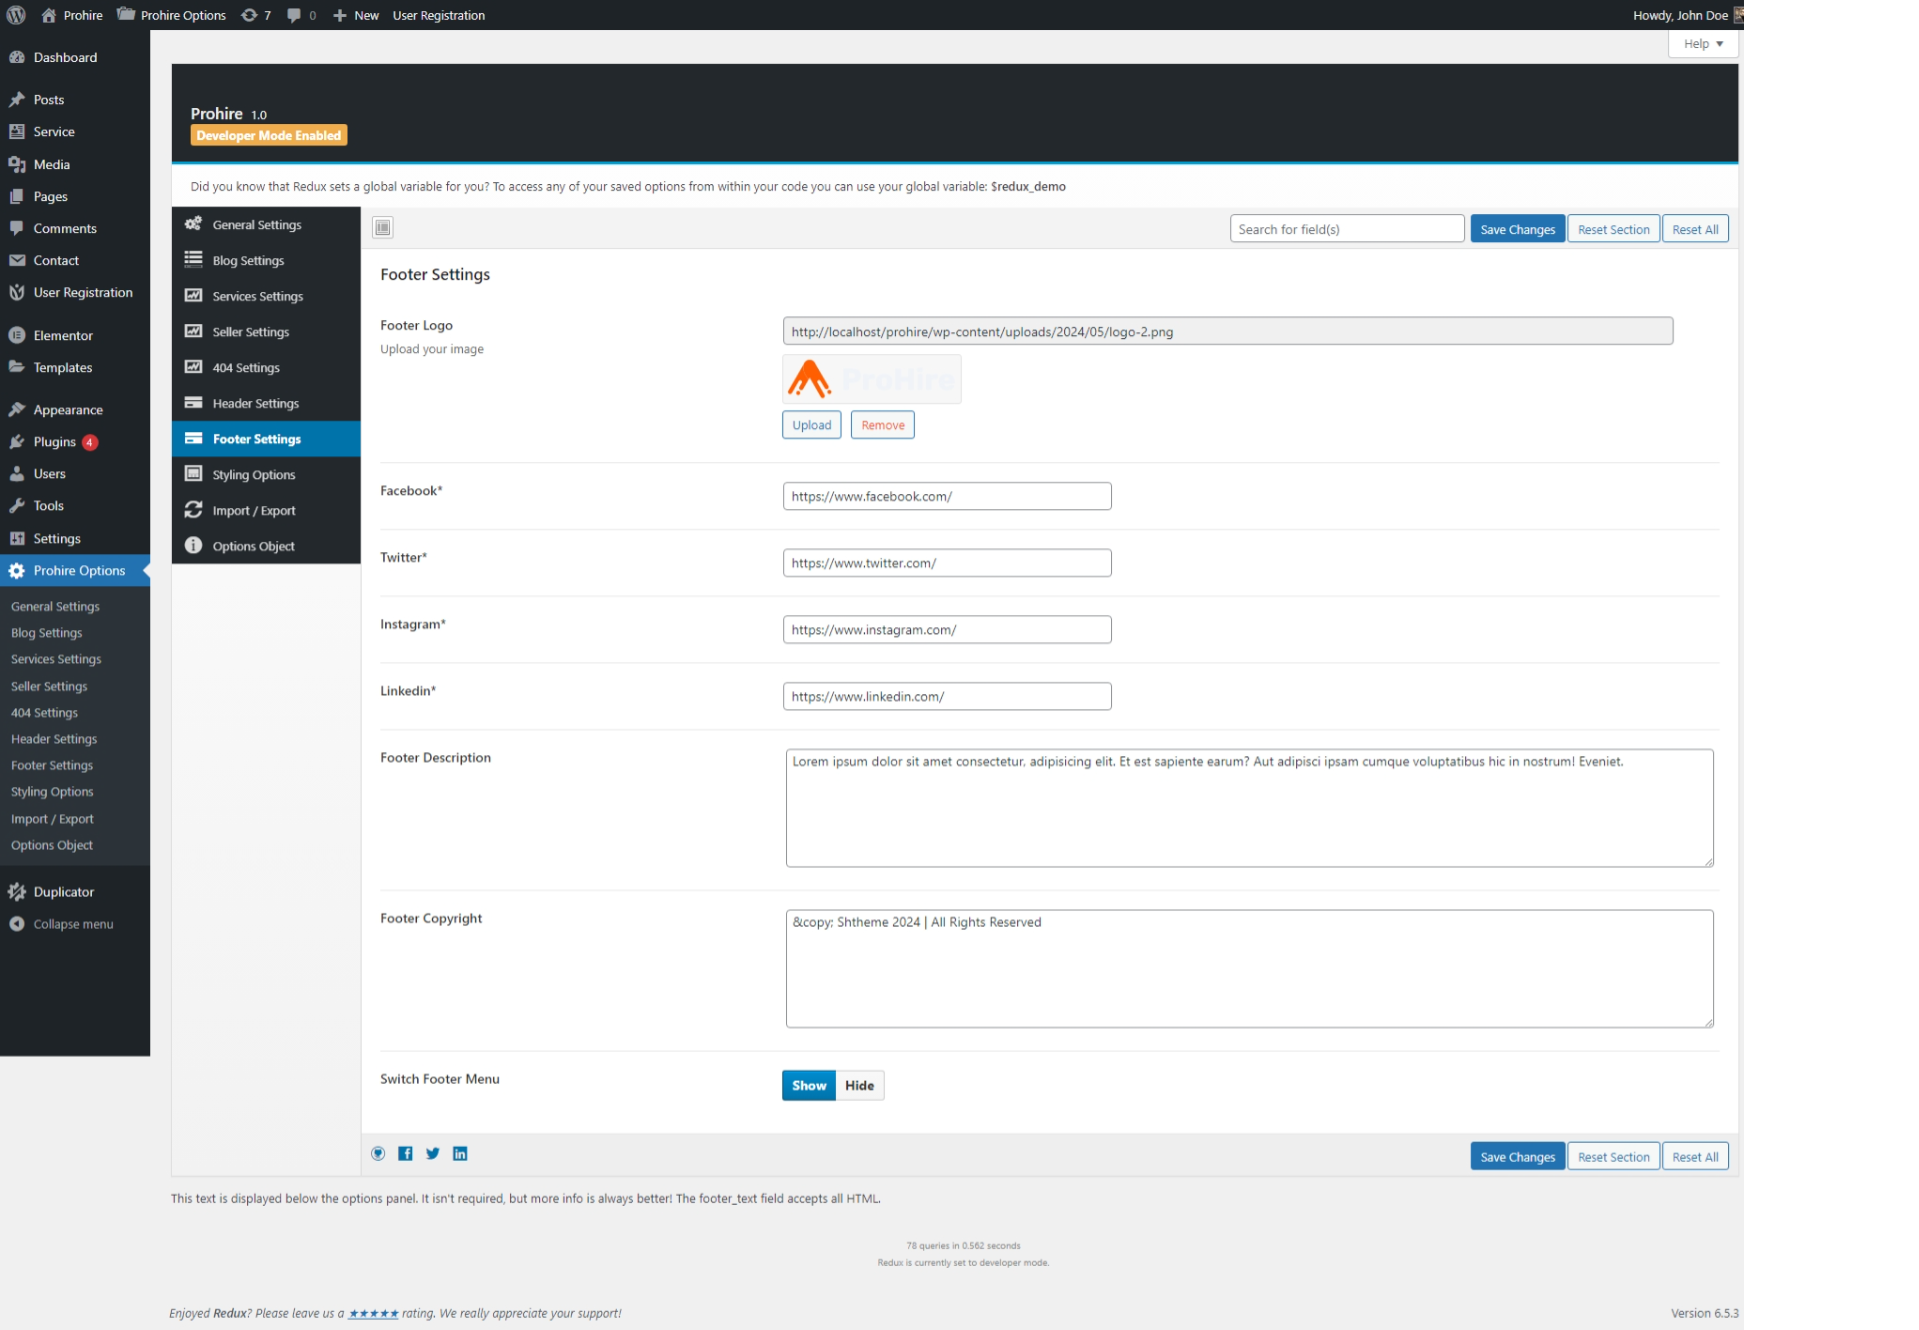 Prohire Prohire Options 7 0 New User Registration Howdy, John Doe
Help
Dashboard
Posts
Service
Media
Pages
Comments
Contact
User Registration
Elementor
Templates
Appearance
Plugins 4
Users
Tools
Settings
Prohire Options
General Settings
Blog Settings
Services Settings
Seller Settings
404 Settings
Header Settings
Footer Settings
Styling Options
Import / Export
Options Object
Duplicator
Collapse menu
Prohire 1.0
Developer Mode Enabled
Did you know that Redux sets a global variable for you? To access any of your saved options from within your code you can use your global variable: $redux_demo
General Settings
Blog Settings
Services Settings
Seller Settings
404 Settings
Header Settings
Footer Settings
Styling Options
Import / Export
Options Object
Search for field(s) Save Changes Reset Section Reset All
Footer Settings
Footer Logo
Upload your image
http://localhost/prohire/wp-content/uploads/2024/05/logo-2.png
ProHire
Upload Remove
Facebook* https://www.facebook.com/
Twitter* https://www.twitter.com/
Instagram* https://www.instagram.com/
Linkedin* https://www.linkedin.com/
Footer Description Lorem ipsum dolor sit amet consectetur, adipisicing elit. Et est sapiente earum? Aut adipisci ipsam cumque voluptatibus hic in nostrum! Eveniet.
Footer Copyright &copy; Shtheme 2024 | All Rights Reserved
Switch Footer Menu Show Hide
Save Changes Reset Section Reset All
This text is displayed below the options panel. It isn't required, but more info is always better! The footer_text field accepts all HTML.
78 queries in 0.562 seconds
Redux is currently set to developer mode.
Enjoyed Redux? Please leave us a ★★★★★ rating. We really appreciate your support! Version 6.5.3